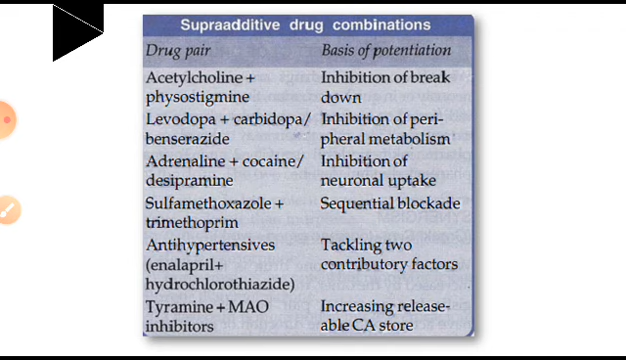 Supraadditive drug combinations
Drug pair Basis of potentiation
Acetylcholine + Inhibition of break
physostigmine down
Levodopa + carbidopa/ Inhibition of peri-
benserazide pheral metabolism
Adrenaline + cocaine/ Inhibition of
desipramine neuronal uptake
Sulfamethoxazole + Sequential blockade
trimethoprim
Antihypertensives Tackling two
(enalapril+ contributory factors
hydrochlorothiazide)
Tyramine + MAO Increasing release-
inhibitors able CA store